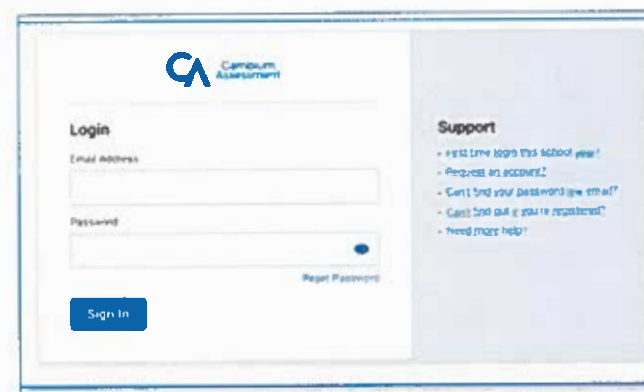 CA Cambium
Assessment
Login
Email Address
Password
Reset Password
Sign In
Support
- First time login this school year?
- Request an account?
- Can't find your password email?
- Can't find out if you're registered?
- Need more help?